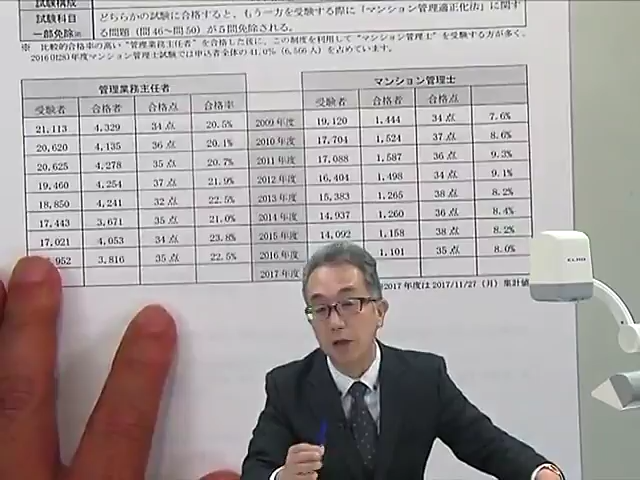 試験構成
どちらかの試験に合格すると、もう一方を受験する際に「マンション管理適正化法」に関す
試験科目
一部免除※
る問題（問46～問50）が5問免除される。
※ 比較的合格率の高い"管理業務主任者"を合格した後に、この制度を利用して"マンション管理士"を受験する方が多く、
2016(H28)年度マンション管理士試験では申込者全体の41.0%（6,566人）を占めています。
管理業務主任者 マンション管理士
受験者 合格者 合格点 合格率 受験者 合格者 合格点
21,113 4,329 34点 20.5% 2009年度 19,120 1,444 34点 7.6%
20,620 4,135 36点 20.1% 2010年度 17,704 1,524 37点 8.6%
20,625 4,278 35点 20.7% 2011年度 17,088 1,587 36点 9.3%
19,460 4,254 37点 21.9% 2012年度 16,404 1,498 34点 9.1%
18,850 4,241 32点 22.5% 2013年度 15,383 1,265 38点 8.2%
17,443 3,671 35点 21.0% 2014年度 14,937 1,260 36点 8.4%
17,021 4,053 34点 23.8% 2015年度 14,092 1,158 38点 8.2%
952 3,816 35点 22.5% 2016年度 1,101 35点 8.0%
2017年度
2017年度は2017/11/27（月）集計値
ELMO